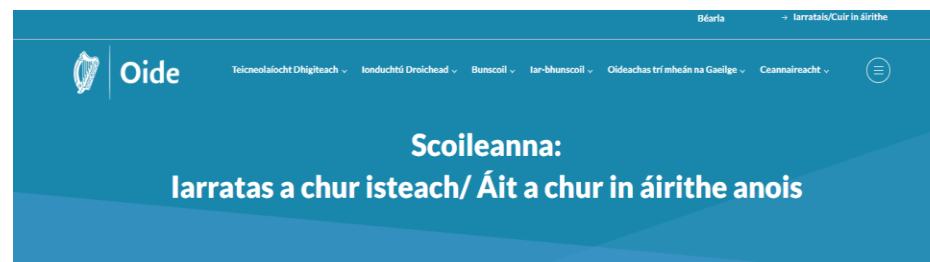 Béarla → Iarratais/Cuir in áirithe
Oide Teicneolaíocht Dhigiteach Ionduchtú Droichead Bunscoil Iar-bhunscoil Oideachas trí mheán na Gaeilge Ceannaireacht
Scoileanna:
Iarratas a chur isteach/ Áit a chur in áirithe anois